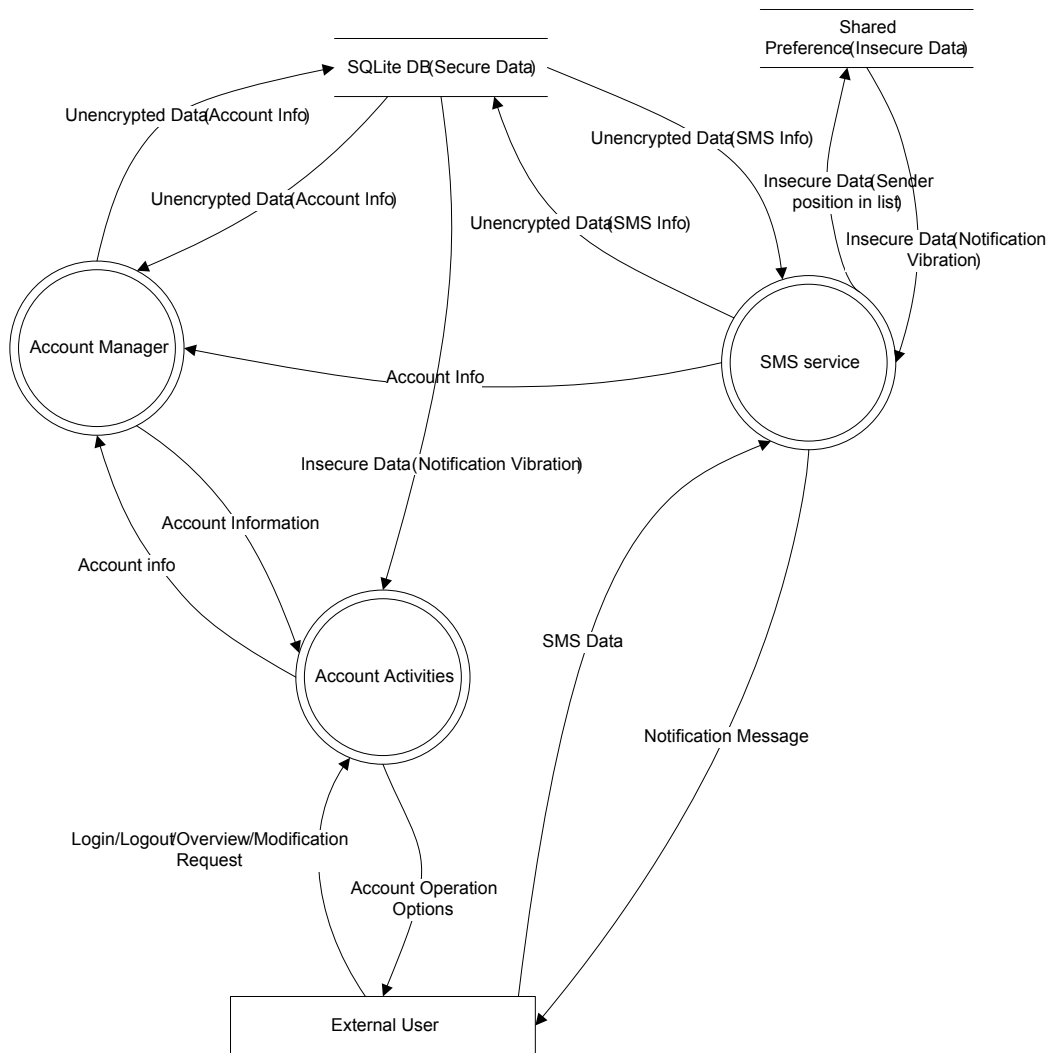 Shared
Preference(Insecure Data)
SQLite DB(Secure Data)
Unencrypted Data(Account Info)
Unencrypted Data(SMS Info)
Insecure Data(Sender
position in list)
Unencrypted Data(Account Info)
Unencrypted Data(SMS Info)
Insecure Data(Notification
Vibration)
Account Manager
SMS service
Account Info
Insecure Data(Notification Vibration)
Account Information
Account info
SMS Data
Account Activities
Notification Message
Login/Logout/Overview/Modification
Request
Account Operation
Options
External User